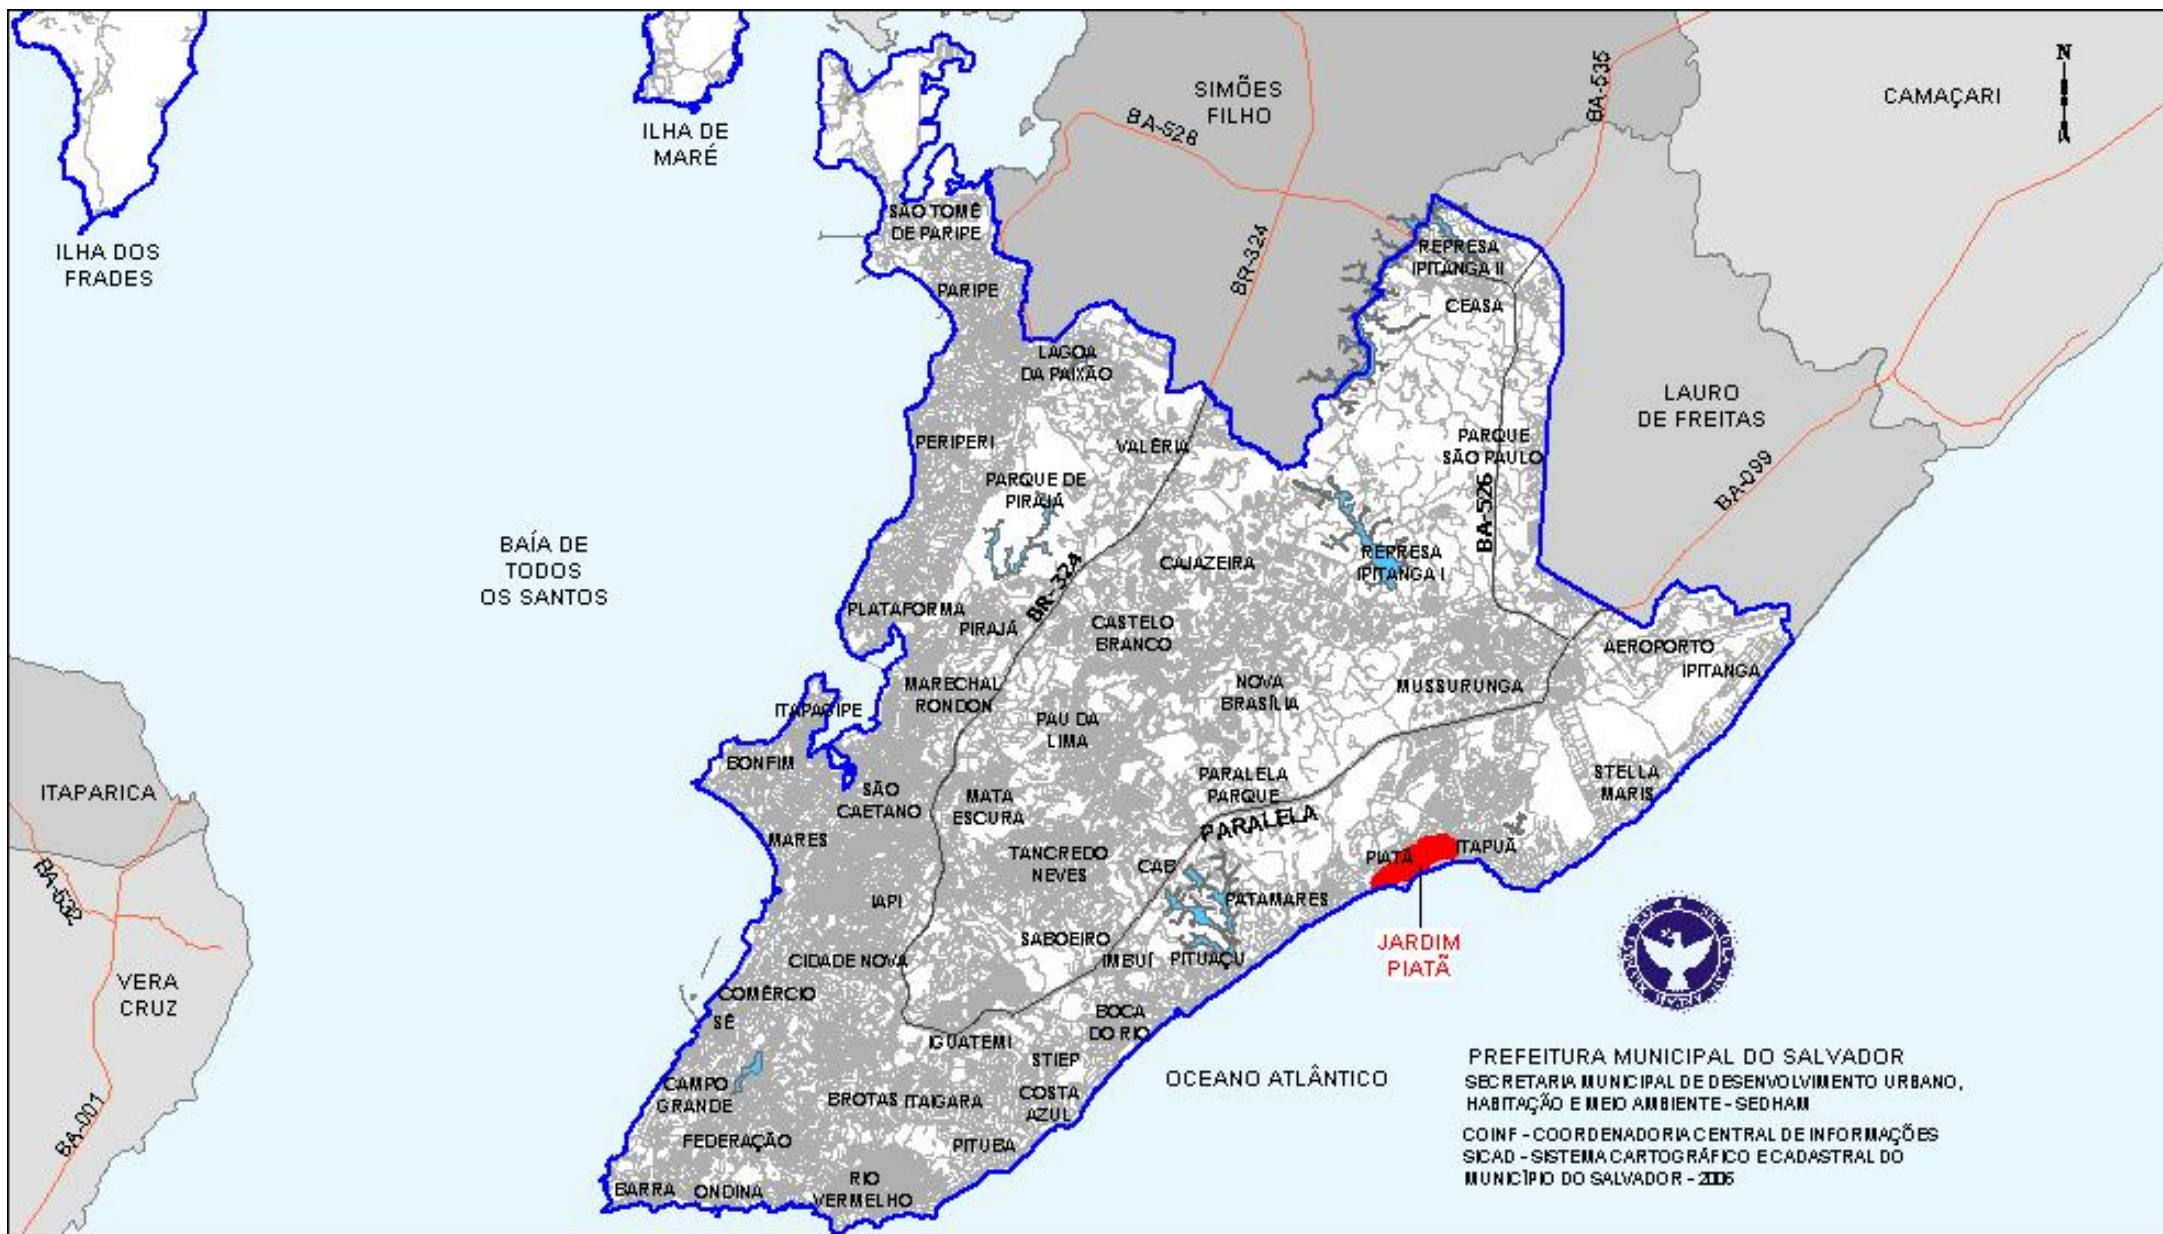 SIMÕES
FILHO
CAMAÇARI
N
BA-535
BA-528
ILHA DE
MARÉ
SÃO TOMÉ
DE PARIPE
ILHA DOS
FRADES
REPRESA
IPITANGA II
BR-324
PARIPE
CEASA
LAGOA
DA PAIXÃO
LAURO
DE FREITAS
PERIPERI
VALÉRIA
PARQUE
SÃO PAULO
PARQUE DE
PIRAJÁ
BA-099
BA-526
BAÍA DE
TODOS
OS SANTOS
REPRESA
IPITANGA I
CAJAZEIRA
BR-324
PLATAFORMA
PIRAJÁ
CASTELO
BRANCO
AEROPORTO
IPITANGA
MARECHAL
RONDON
NOVA
BRASÍLIA
MUSSURUNGA
ITAPAGIPE
PAU DA
LIMA
BONFIM
PARALELA
PARQUE
STELLA
MARIS
ITAPARICA
SÃO
CAETANO
MATA
ESCURA
PARALELA
MARES
TANCREDO
NEVES
CAB
PIATÃ
ITAPUÃ
BA-532
IAPI
PATAMARES
SABOEIRO
JARDIM
PIATÃ
CIDADE NOVA
IMBUÍ
PITUAÇU
VERA
CRUZ
COMÉRCIO
SÉ
BOCA
DO RIO
IGUATEMI
STIEP
OCEANO ATLÂNTICO
CAMPO
GRANDE
BROTAS
ITAIGARA
COSTA
AZUL
BA-001
FEDERAÇÃO
PITUBA
BARRA
ONDINA
RIO
VERMELHO
PREFEITURA MUNICIPAL DO SALVADOR
SECRETARIA MUNICIPAL DE DESENVOLVIMENTO URBANO,
HABITAÇÃO E MEIO AMBIENTE - SEDHAM
COINF - COORDENADORIA CENTRAL DE INFORMAÇÕES
SICAD - SISTEMA CARTOGRÁFICO E CADASTRAL DO
MUNICÍPIO DO SALVADOR - 2006